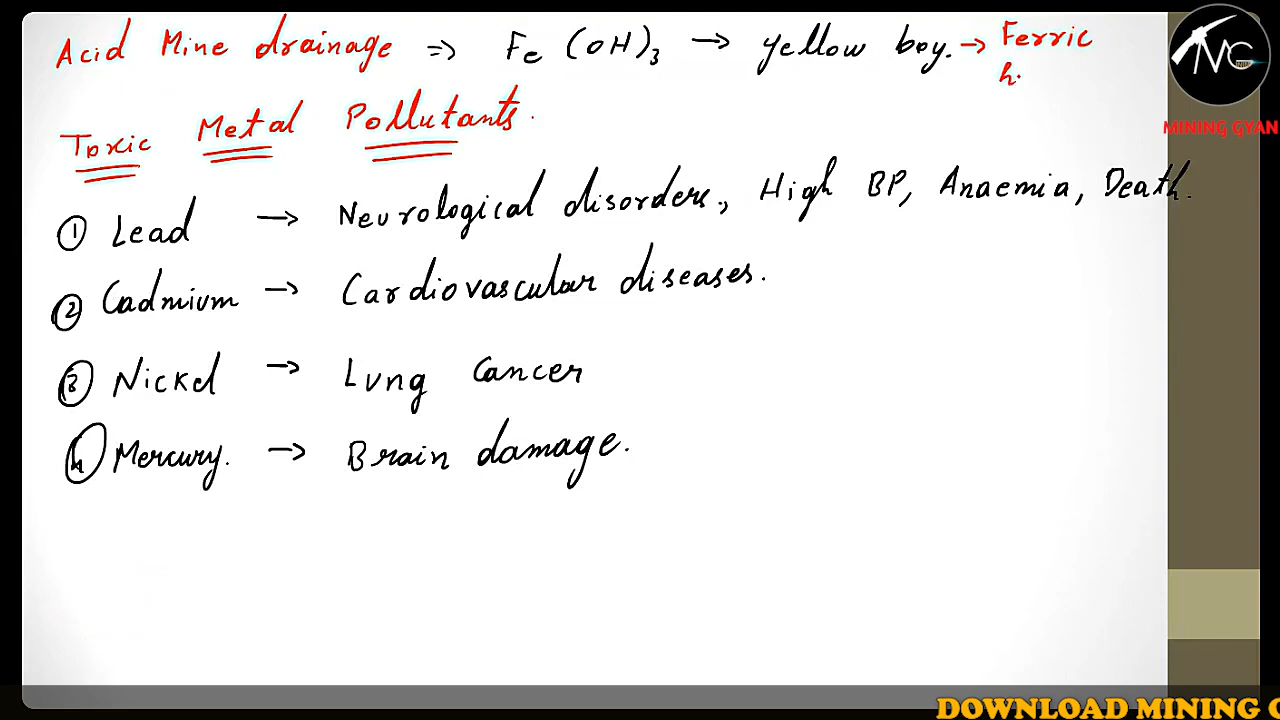 Acid Mine drainage ⇒ Fe (OH)3 → yellow boy. → Ferric
h.
Toxic Metal Pollutants.
① Lead → Neurological disorders, High BP, Anaemia, Death.
② Cadmium → Cardiovascular diseases.
③ Nickel → Lung Cancer
④ Mercury. → Brain damage.
MG
MINING GYAN
DOWNLOAD MINING